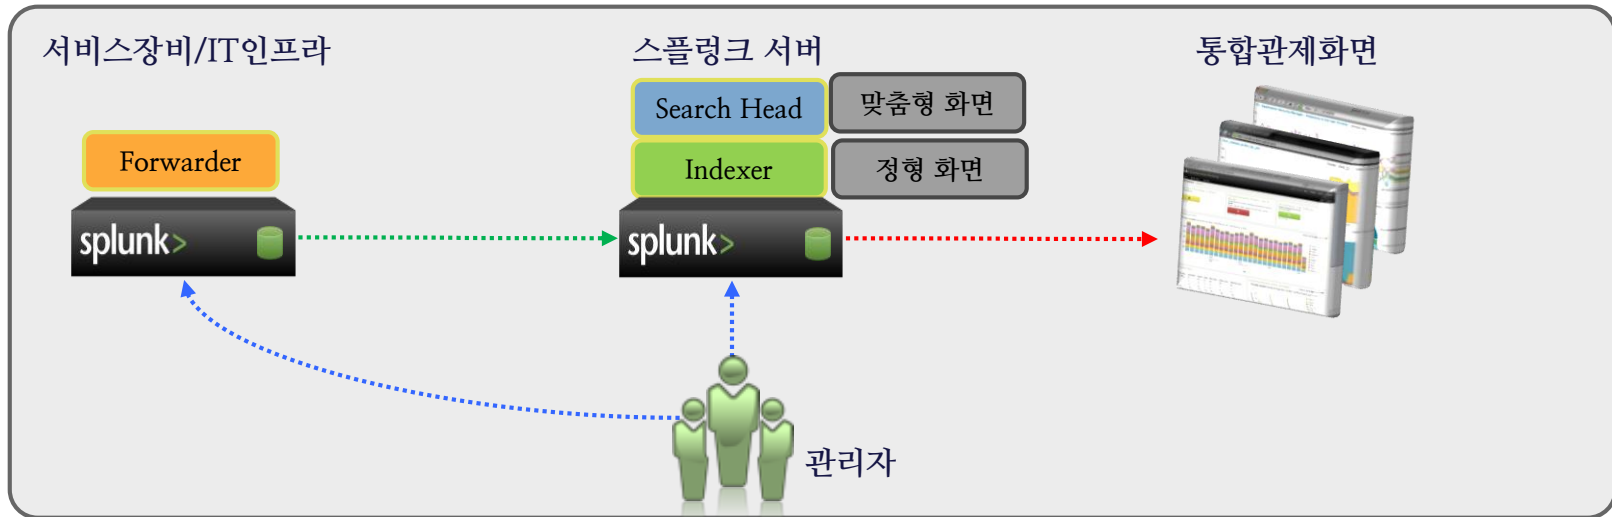 서비스장비/IT인프라
스플렁크 서버
통합관제화면
Search Head
맞춤형 화면
Forwarder
Indexer
정형 화면
splunk>
splunk>
관리자